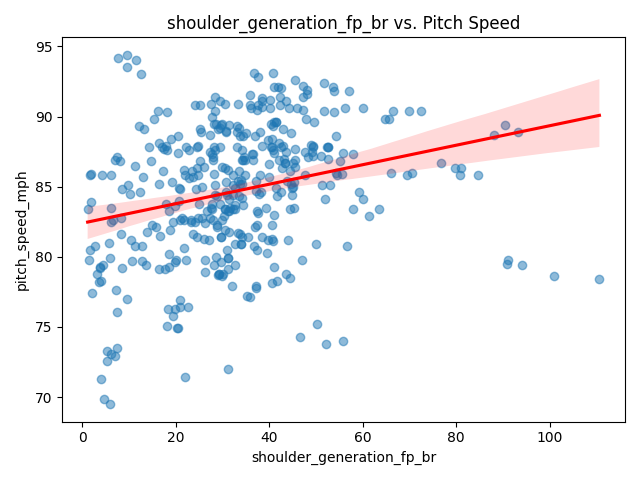 shoulder_generation_fp_br vs. Pitch Speed
95
90
85
80
75
70
pitch_speed_mph
0 20 40 60 80 100
shoulder_generation_fp_br